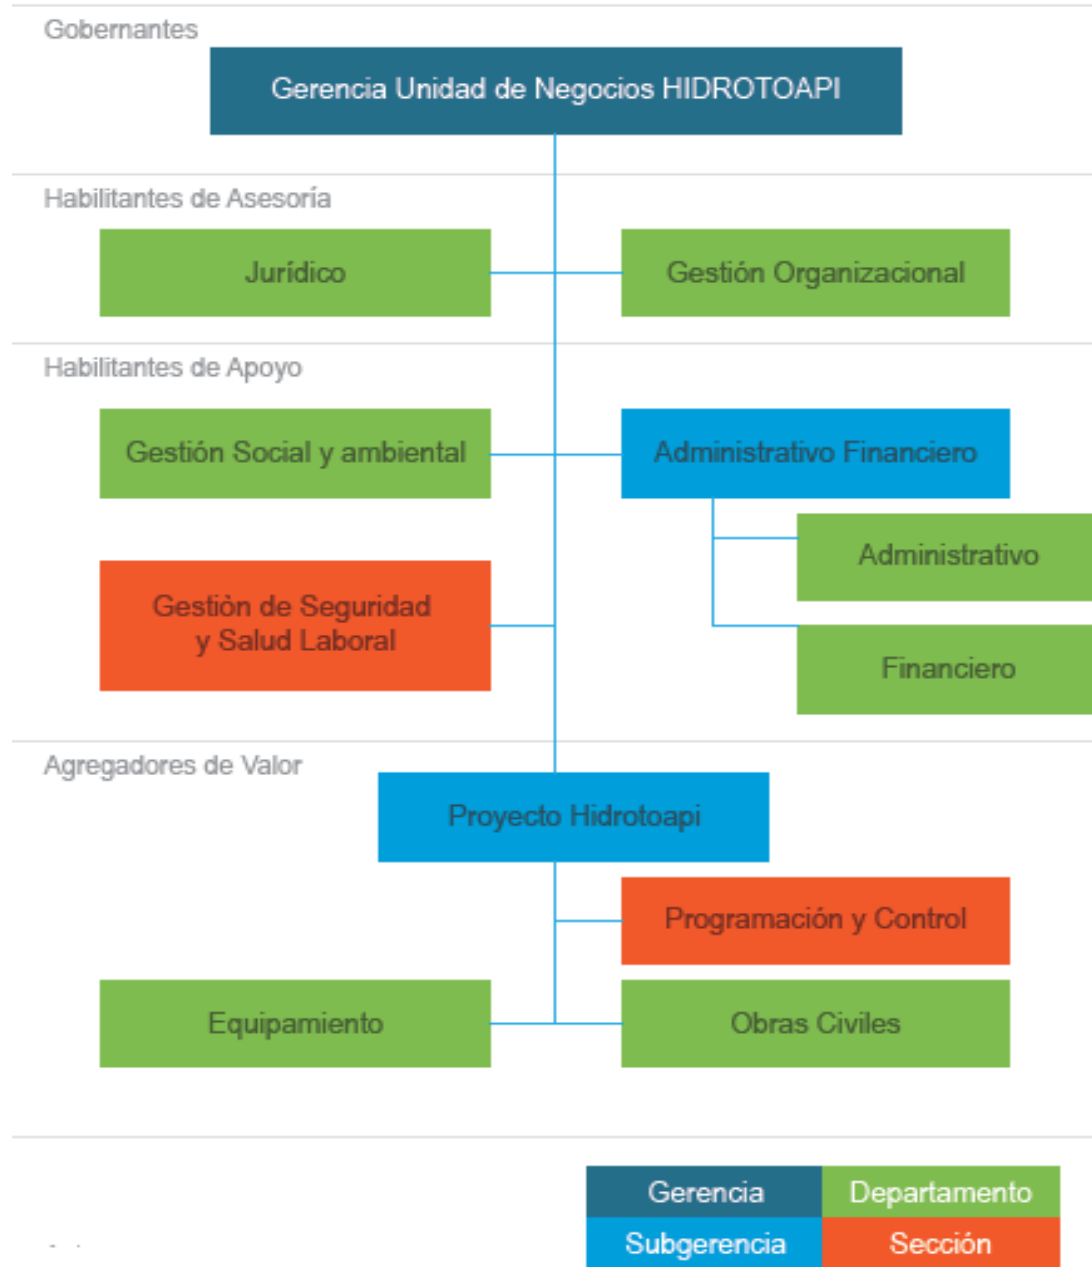 Gobernantes
Gerencia Unidad de Negocios HIDROTOAPI
Habilitantes de Asesoría
Jurídico
Gestión Organizacional
Habilitantes de Apoyo
Gestión Social y ambiental
Administrativo Financiero
Administrativo
Gestiòn de Seguridad
y Salud Laboral
Financiero
Agregadores de Valor
Proyecto Hidrotoapi
Programación y Control
Equipamiento
Obras Civiles
Gerencia
Departamento
Subgerencia
Sección